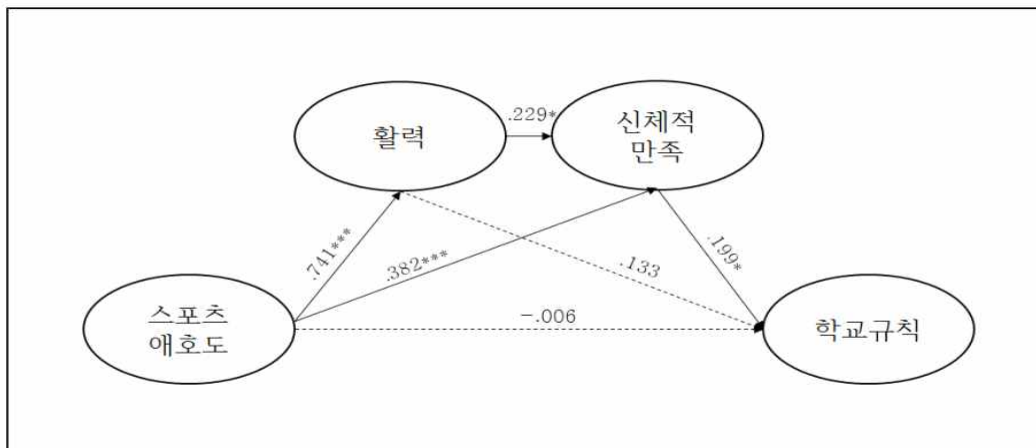 .229*
활력
신체적
만족
.741***
.382***
.133
.199*
-.006
스포츠
애호도
학교규칙